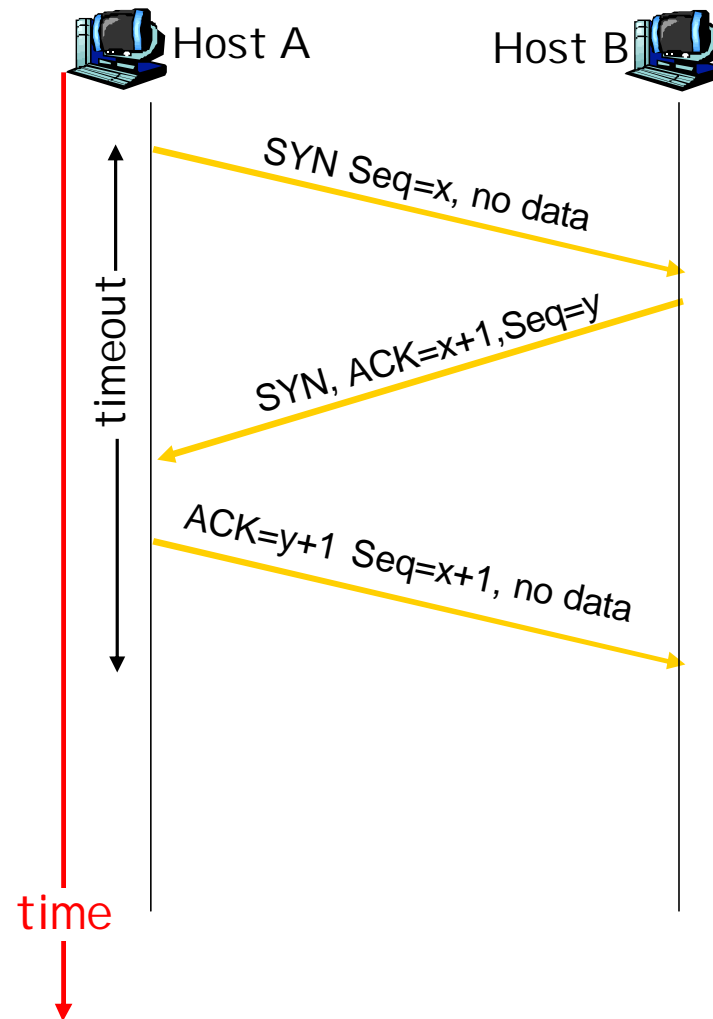 Host A
Host B
SYN Seq=x, no data
SYN, ACK=x+1,Seq=y
timeout
ACK=y+1 Seq=x+1, no data
time